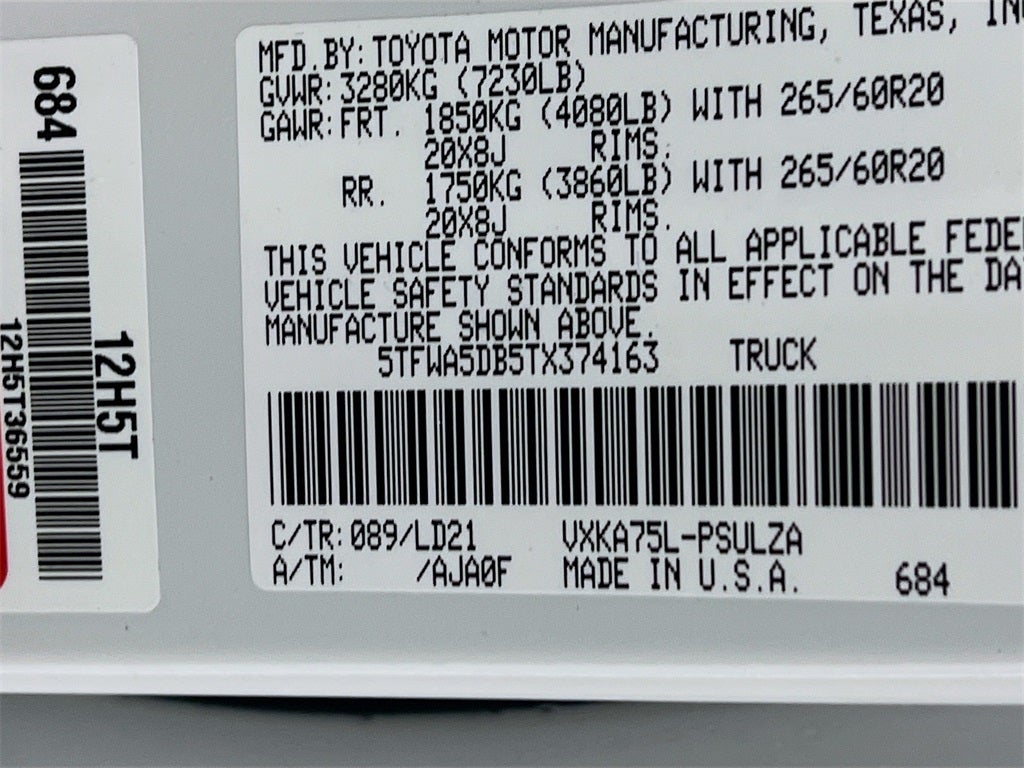 684
12H5T
12H5T36559
MFD.BY: TOYOTA MOTOR MANUFACTURING, TEXAS,
GVWR: 3280KG (7230LB)
GAWR: FRT. 1850KG (4080LB) WITH 265/60R20
20X8J RIMS.
RR. 1750KG (3860LB) WITH 265/60R20
20X8J RIMS.
THIS VEHICLE CONFORMS TO ALL APPLICABLE FEDE
VEHICLE SAFETY STANDARDS IN EFFECT ON THE DA
MANUFACTURE SHOWN ABOVE.
5TFWA5DB5TX374163 TRUCK
C/TR: 089/LD21 VXKA75L-PSULZA
A/TM: /AJA0F MADE IN U.S.A. 684